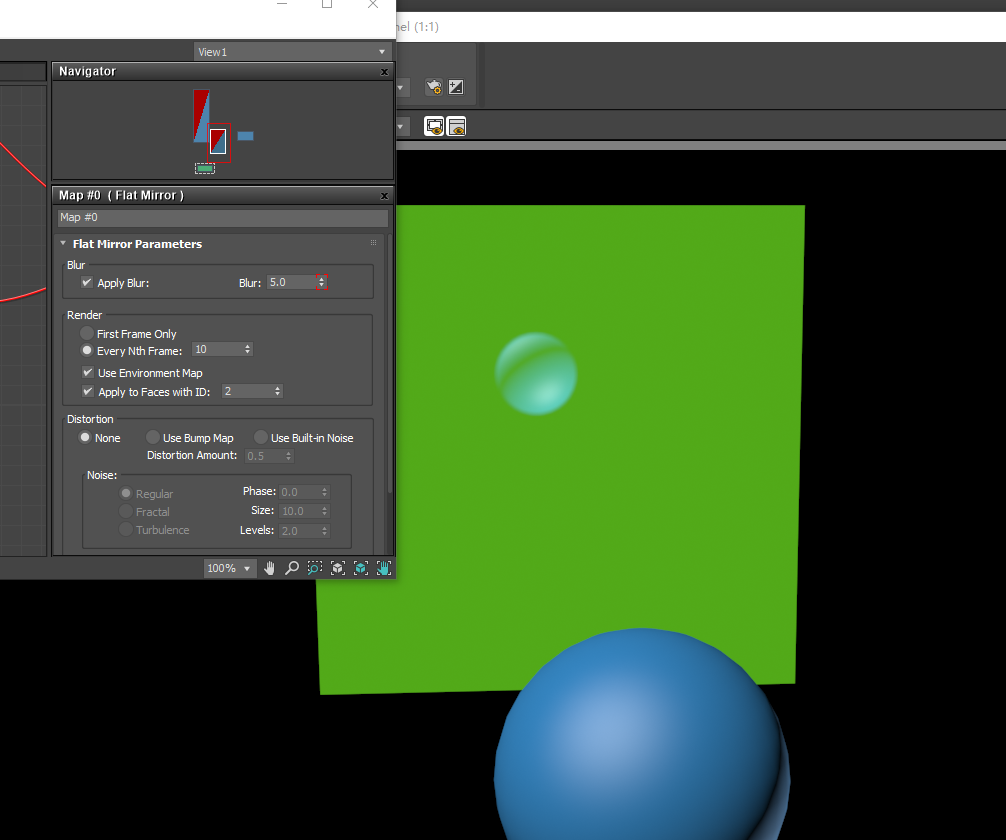 nel (1:1)
View1
Navigator
Map #0 ( Flat Mirror )
Map #0
Flat Mirror Parameters
Blur
Apply Blur: Blur: 5.0
Render
First Frame Only
Every Nth Frame: 10
Use Environment Map
Apply to Faces with ID: 2
Distortion
None Use Bump Map Use Built-in Noise
Distortion Amount: 0.5
Noise:
Regular Phase: 0.0
Fractal Size: 10.0
Turbulence Levels: 2.0
100%